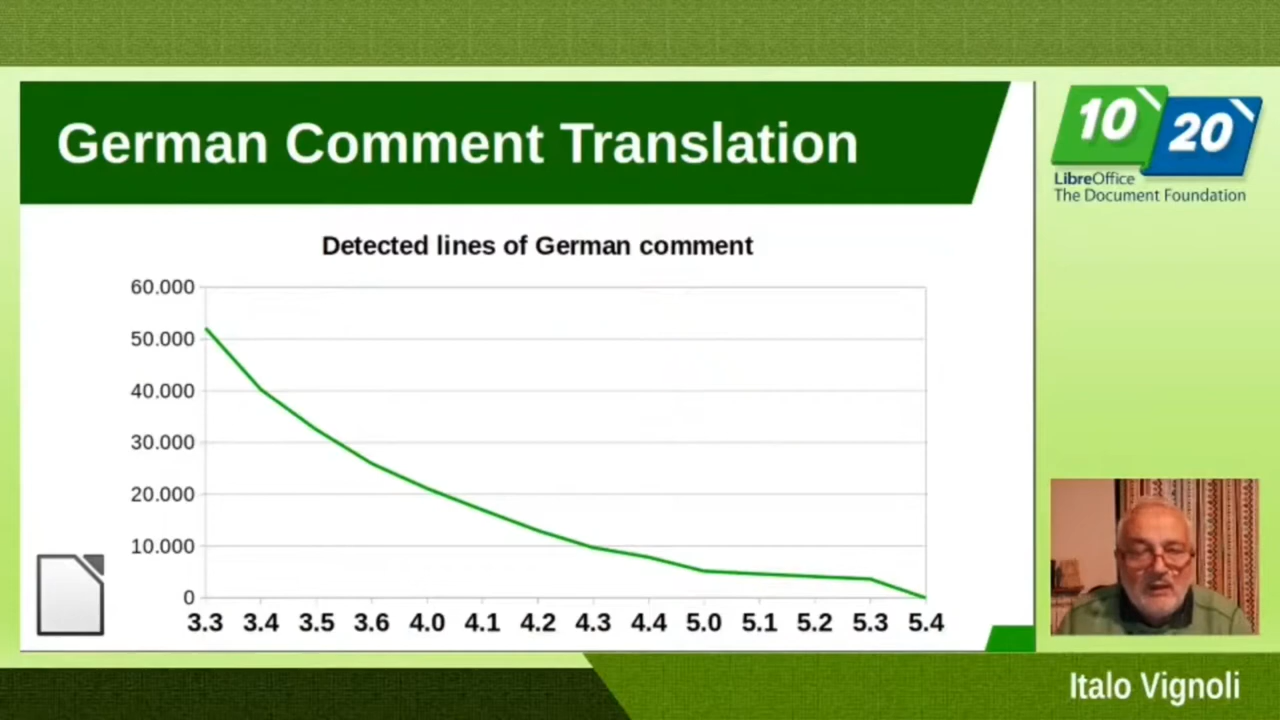 German Comment Translation
10 20
LibreOffice
The Document Foundation
Detected lines of German comment
60.000
50.000
40.000
30.000
20.000
10.000
0
3.3 3.4 3.5 3.6 4.0 4.1 4.2 4.3 4.4 5.0 5.1 5.2 5.3 5.4
Italo Vignoli